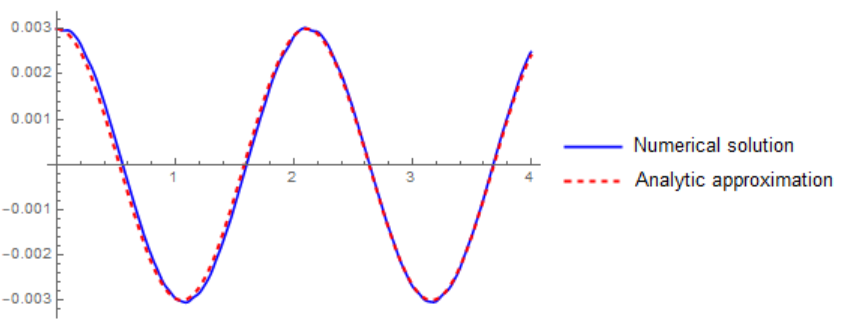 0.003
0.002
0.001
1 2 3 4
-0.001
-0.002
-0.003
Numerical solution
Analytic approximation